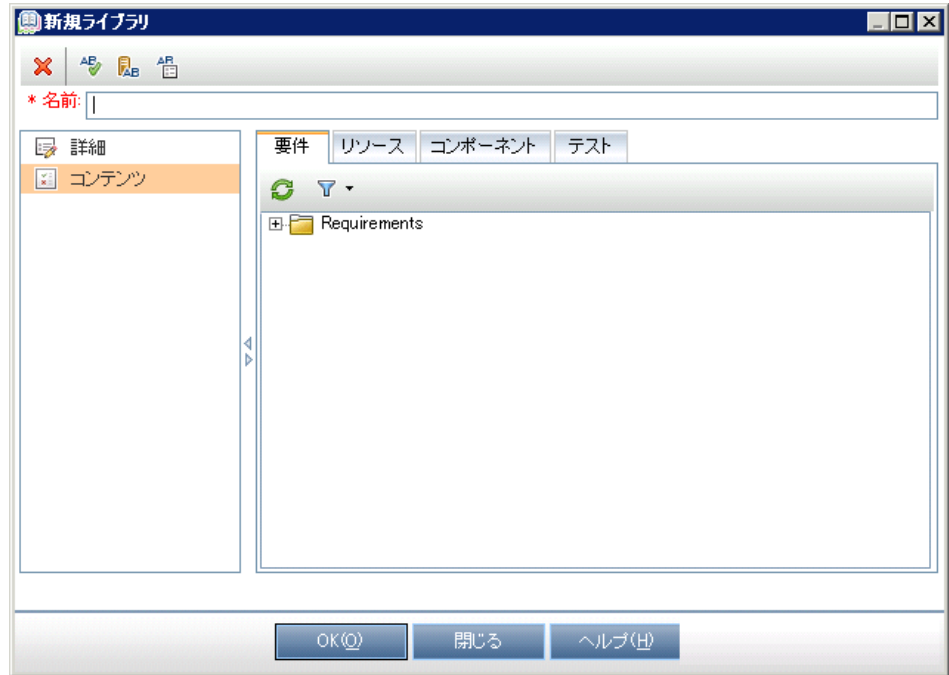 新規ライブラリ
* 名前:
詳細
コンテンツ
要件 リソース コンポーネント テスト
Requirements
OK(O) 閉じる ヘルプ(H)